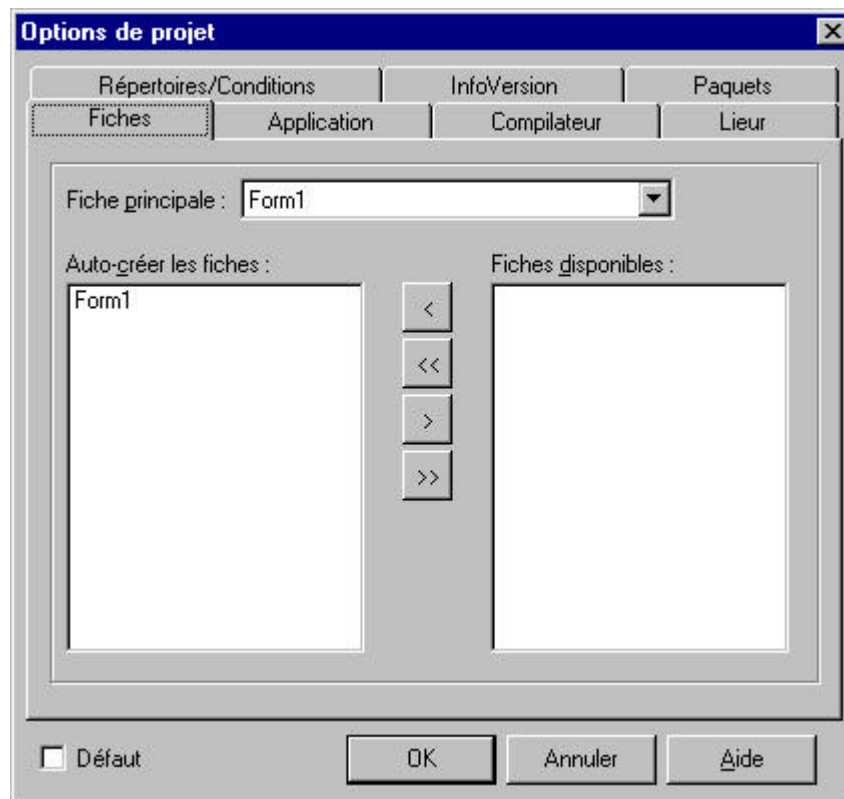 Options de projet
Répertoires/Conditions InfoVersion Paquets
Fiches Application Compilateur Lieur
Fiche principale : Form1
Auto-créer les fiches : Fiches disponibles :
Form1
<
<<
>
>>
Défaut OK Annuler Aide